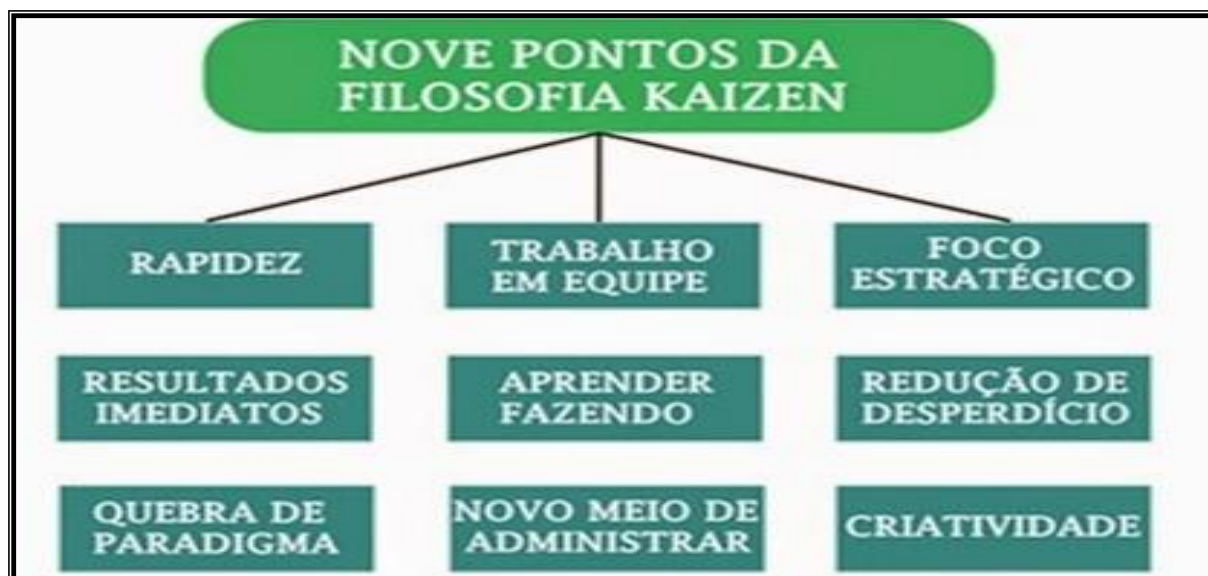 NOVE PONTOS DA
FILOSOFIA KAIZEN
RAPIDEZ
TRABALHO
EM EQUIPE
FOCO
ESTRATÉGICO
RESULTADOS
IMEDIATOS
APRENDER
FAZENDO
REDUÇÃO DE
DESPERDÍCIO
QUEBRA DE
PARADIGMA
NOVO MEIO DE
ADMINISTRAR
CRIATIVIDADE